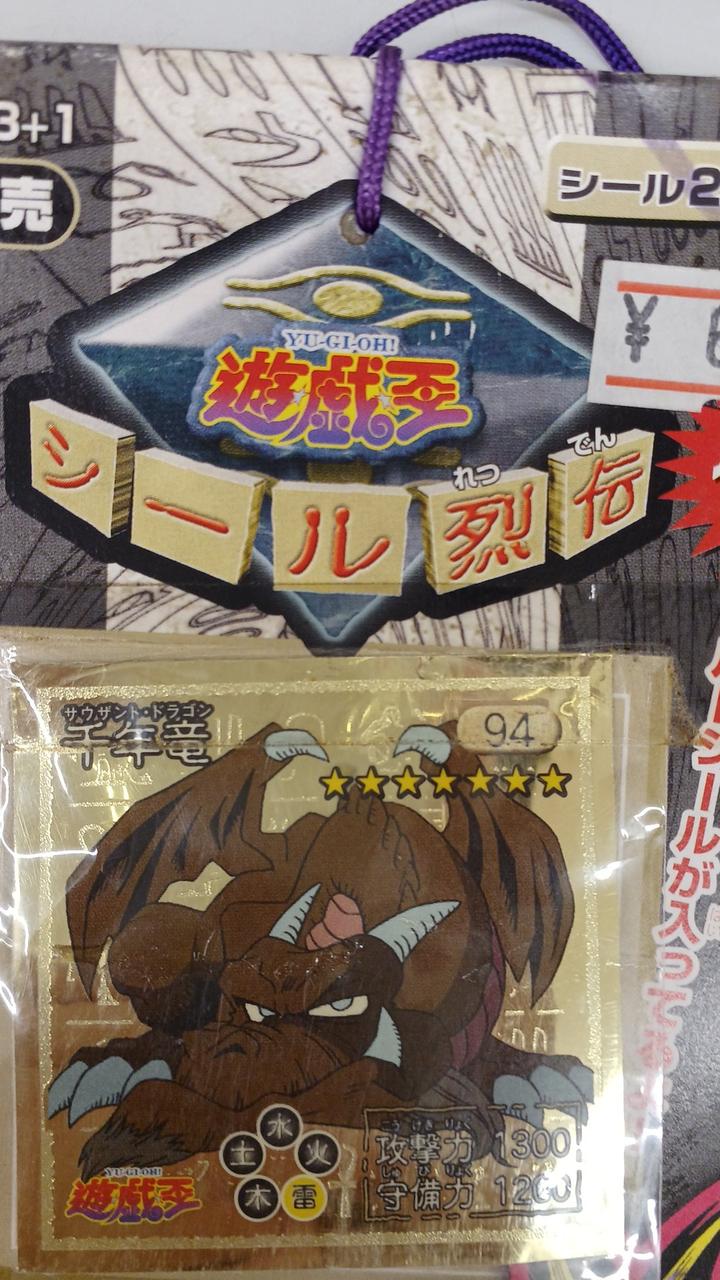 3+1
売
シール2
¥6
YU-GI-OH!
遊戯王
シール烈伝
れつ
でん
サウザント・ドラゴン
千年竜
94
シールが入って
水
土
火
木
雷
YU-GI-OH!
遊戯王
こうげきりょく
攻撃力 1300
しゅびりょく
守備力 1200